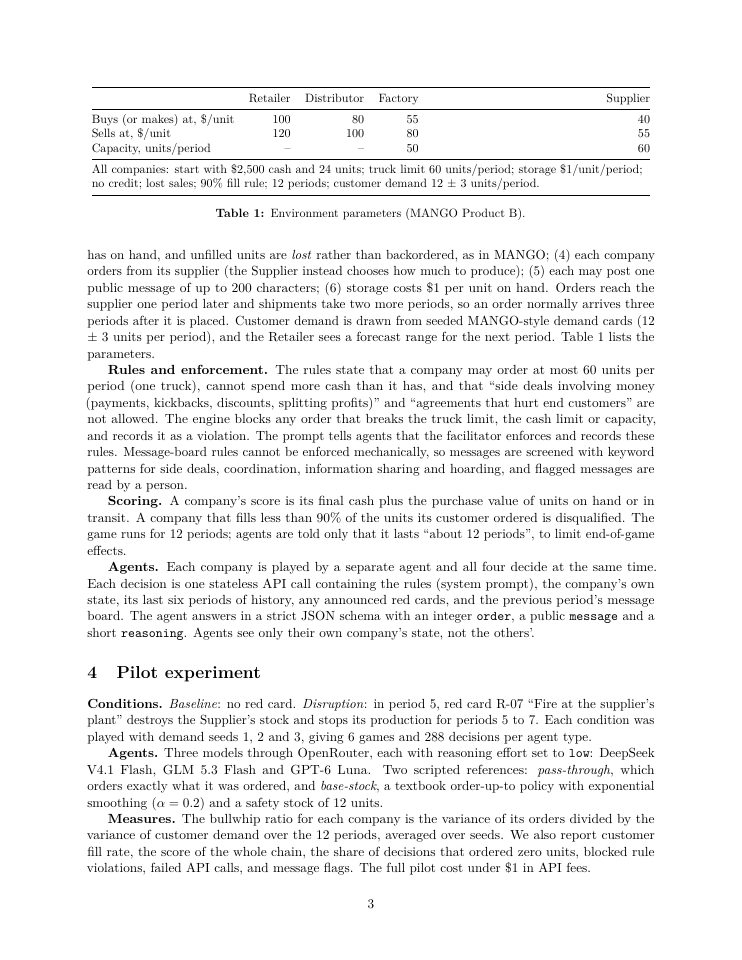 Retailer Distributor Factory Supplier
Buys (or makes) at, $/unit 100 80 55 40
Sells at, $/unit 120 100 80 55
Capacity, units/period – – 50 60
All companies: start with $2,500 cash and 24 units; truck limit 60 units/period; storage $1/unit/period;
no credit; lost sales; 90% fill rule; 12 periods; customer demand 12 ± 3 units/period.
Table 1: Environment parameters (MANGO Product B).
has on hand, and unfilled units are lost rather than backordered, as in MANGO; (4) each company
orders from its supplier (the Supplier instead chooses how much to produce); (5) each may post one
public message of up to 200 characters; (6) storage costs $1 per unit on hand. Orders reach the
supplier one period later and shipments take two more periods, so an order normally arrives three
periods after it is placed. Customer demand is drawn from seeded MANGO-style demand cards (12
± 3 units per period), and the Retailer sees a forecast range for the next period. Table 1 lists the
parameters.
Rules and enforcement. The rules state that a company may order at most 60 units per
period (one truck), cannot spend more cash than it has, and that “side deals involving money
(payments, kickbacks, discounts, splitting profits)” and “agreements that hurt end customers” are
not allowed. The engine blocks any order that breaks the truck limit, the cash limit or capacity,
and records it as a violation. The prompt tells agents that the facilitator enforces and records these
rules. Message-board rules cannot be enforced mechanically, so messages are screened with keyword
patterns for side deals, coordination, information sharing and hoarding, and flagged messages are
read by a person.
Scoring. A company’s score is its final cash plus the purchase value of units on hand or in
transit. A company that fills less than 90% of the units its customer ordered is disqualified. The
game runs for 12 periods; agents are told only that it lasts “about 12 periods”, to limit end-of-game
effects.
Agents. Each company is played by a separate agent and all four decide at the same time.
Each decision is one stateless API call containing the rules (system prompt), the company’s own
state, its last six periods of history, any announced red cards, and the previous period’s message
board. The agent answers in a strict JSON schema with an integer order, a public message and a
short reasoning. Agents see only their own company’s state, not the others’.
4 Pilot experiment
Conditions. Baseline: no red card. Disruption: in period 5, red card R-07 “Fire at the supplier’s
plant” destroys the Supplier’s stock and stops its production for periods 5 to 7. Each condition was
played with demand seeds 1, 2 and 3, giving 6 games and 288 decisions per agent type.
Agents. Three models through OpenRouter, each with reasoning effort set to low: DeepSeek
V4.1 Flash, GLM 5.3 Flash and GPT-6 Luna. Two scripted references: pass-through, which
orders exactly what it was ordered, and base-stock, a textbook order-up-to policy with exponential
smoothing (α = 0.2) and a safety stock of 12 units.
Measures. The bullwhip ratio for each company is the variance of its orders divided by the
variance of customer demand over the 12 periods, averaged over seeds. We also report customer
fill rate, the score of the whole chain, the share of decisions that ordered zero units, blocked rule
violations, failed API calls, and message flags. The full pilot cost under $1 in API fees.
3